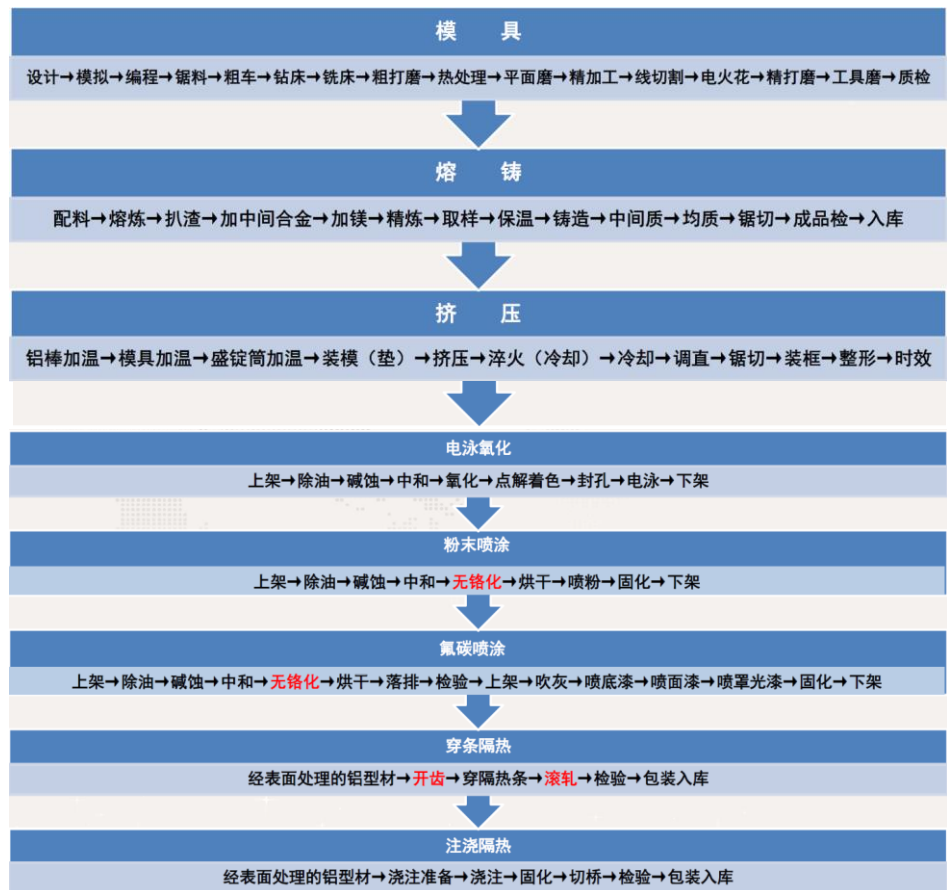 模 具
设计→模拟→编程→锯料→粗车→钻床→铣床→粗打磨→热处理→平面磨→精加工→线切割→电火花→精打磨→工具磨→质检
熔 铸
配料→熔炼→扒渣→加中间合金→加镁→精炼→取样→保温→铸造→中间质→均质→锯切→成品检→入库
挤 压
铝棒加温→模具加温→盛锭筒加温→装模（垫）→挤压→淬火（冷却）→冷却→调直→锯切→装框→整形→时效
电泳氧化
上架→除油→碱蚀→中和→氧化→点解着色→封孔→电泳→下架
粉末喷涂
上架→除油→碱蚀→中和→无铬化→烘干→喷粉→固化→下架
氟碳喷涂
上架→除油→碱蚀→中和→无铬化→烘干→落排→检验→上架→吹灰→喷底漆→喷面漆→喷罩光漆→固化→下架
穿条隔热
经表面处理的铝型材→开齿→穿隔热条→滚轧→检验→包装入库
注浇隔热
经表面处理的铝型材→浇注准备→浇注→固化→切桥→检验→包装入库